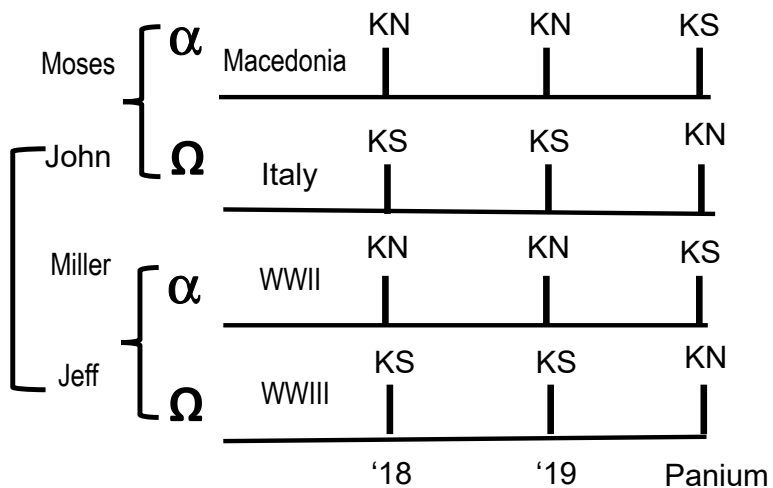 KN KN KS
Moses α Macedonia
KS KS KN
John Ω Italy
KN KN KS
Miller α WWII
KS KS KN
Jeff Ω WWIII
‘18 ‘19 Panium